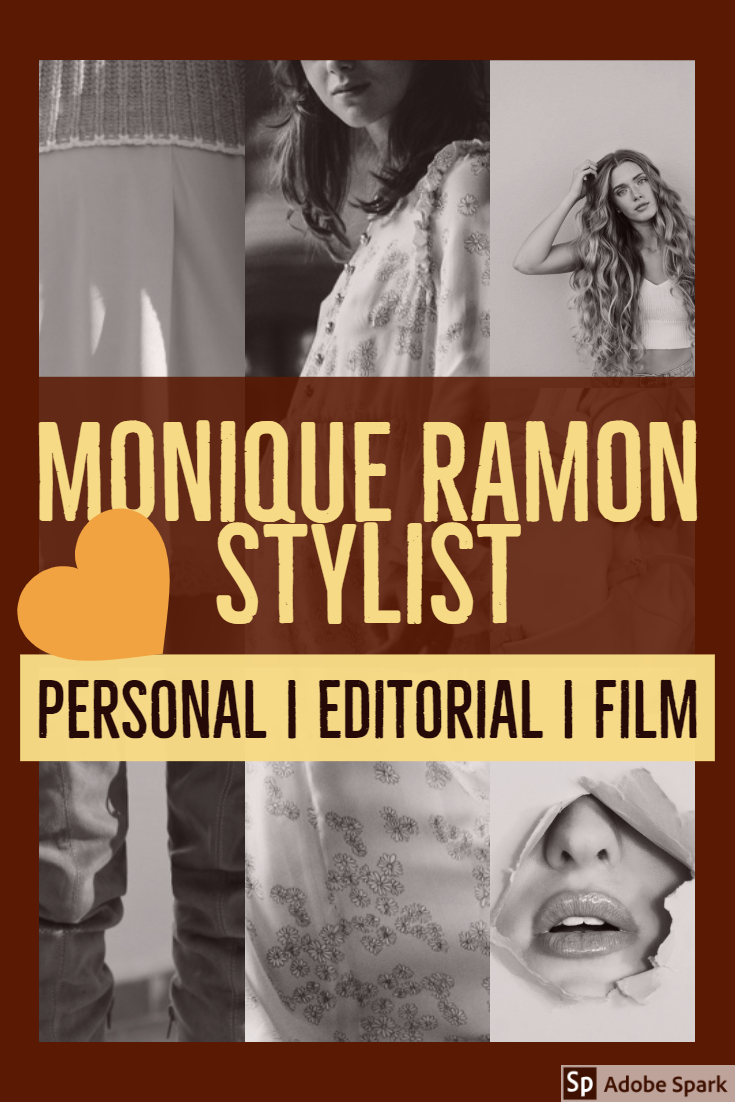 MONIQUE RAMON
STYLIST
PERSONAL | EDITORIAL | FILM
Sp Adobe Spark